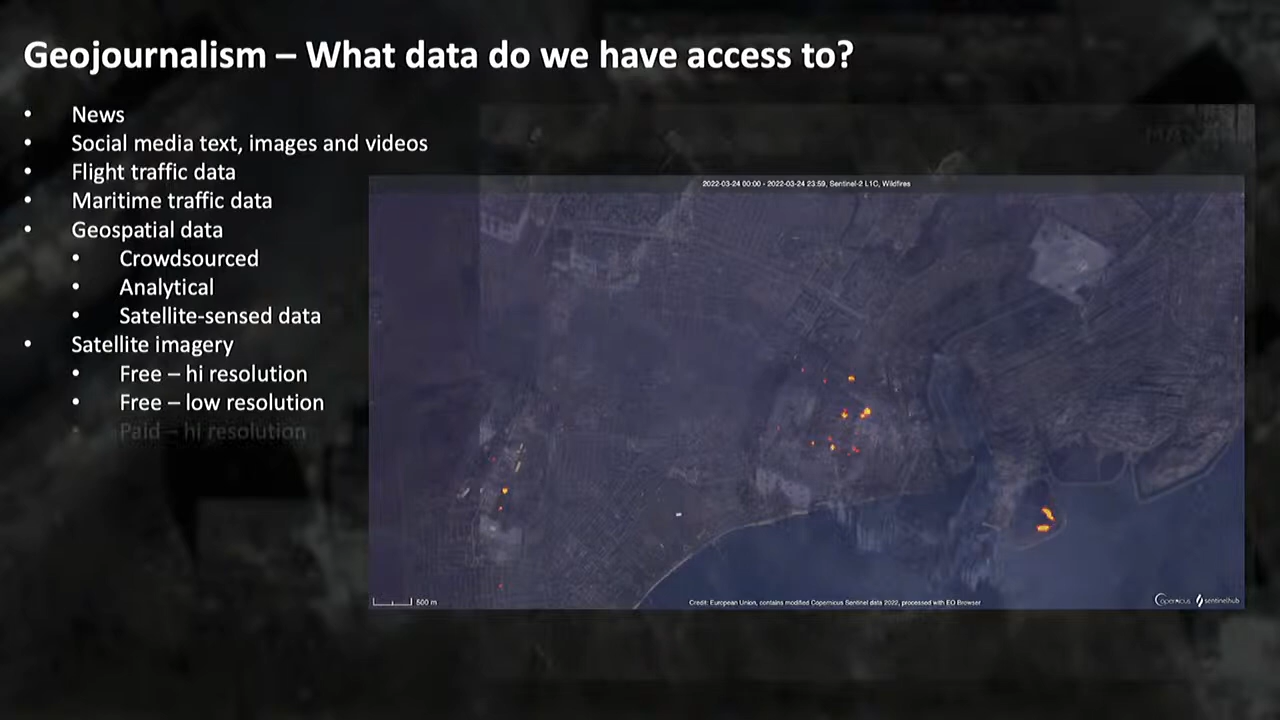 Geojournalism – What data do we have access to?
• News
• Social media text, images and videos
• Flight traffic data
• Maritime traffic data
• Geospatial data
• Crowdsourced
• Analytical
• Satellite-sensed data
• Satellite imagery
• Free – hi resolution
• Free – low resolution
• Paid – hi resolution
2022-03-24 00:00 - 2022-03-24 23:59, Sentinel-2 L1C, Wildfires
500 m
Credit: European Union, contains modified Copernicus Sentinel data 2022, processed with EO Browser
opernicus
sentinelhub